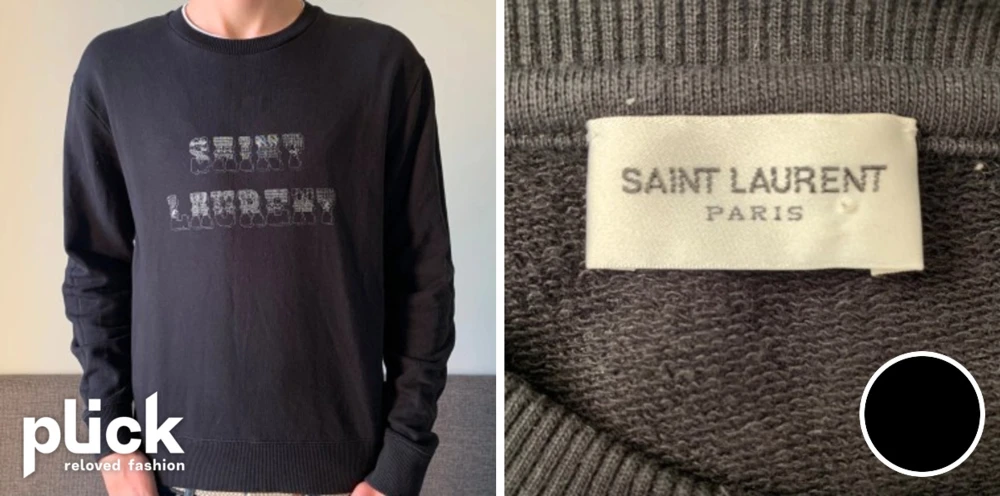 SAINT
LAURENT
plick
reloved fashion
SAINT LAURENT
PARIS